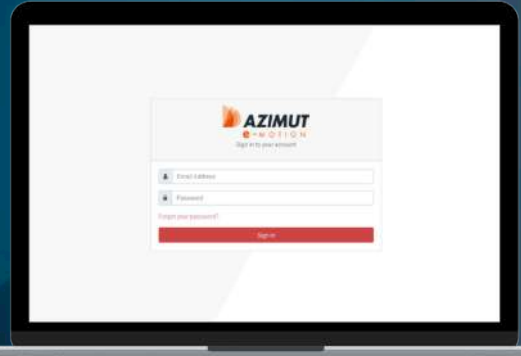 AZIMUT
e-MOTION
Sign in to your account
Email Address
Password
Forgot your password?
Sign in